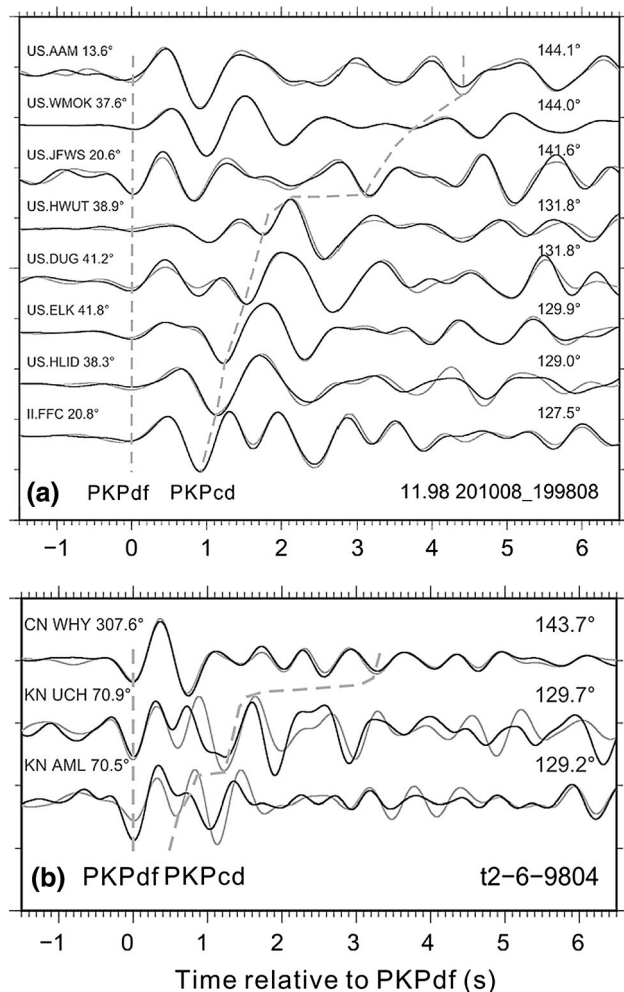 US.AAM 13.6° 144.1°
US.WMOK 37.6° 144.0°
US.JFWS 20.6° 141.6°
US.HWUT 38.9° 131.8°
US.DUG 41.2° 131.8°
US.ELK 41.8° 129.9°
US.HLID 38.3° 129.0°
II.FFC 20.8° 127.5°
(a) PKPdf PKPcd 11.98 201008_199808
−1 0 1 2 3 4 5 6
CN WHY 307.6° 143.7°
KN UCH 70.9° 129.7°
KN AML 70.5° 129.2°
(b) PKPdf PKPcd t2−6−9804
−1 0 1 2 3 4 5 6
Time relative to PKPdf (s)